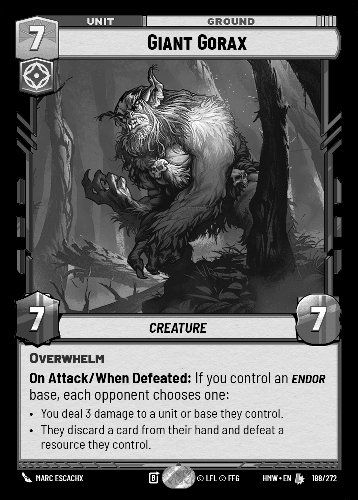 UNIT
GROUND
7
GIANT GORAX
7
7
CREATURE
OVERWHELM
On Attack/When Defeated: If you control an ENDOR
base, each opponent chooses one:
• You deal 3 damage to a unit or base they control.
• They discard a card from their hand and defeat a
resource they control.
MARC ESCACHX
© LFL © FFG
HMW • EN
188/272